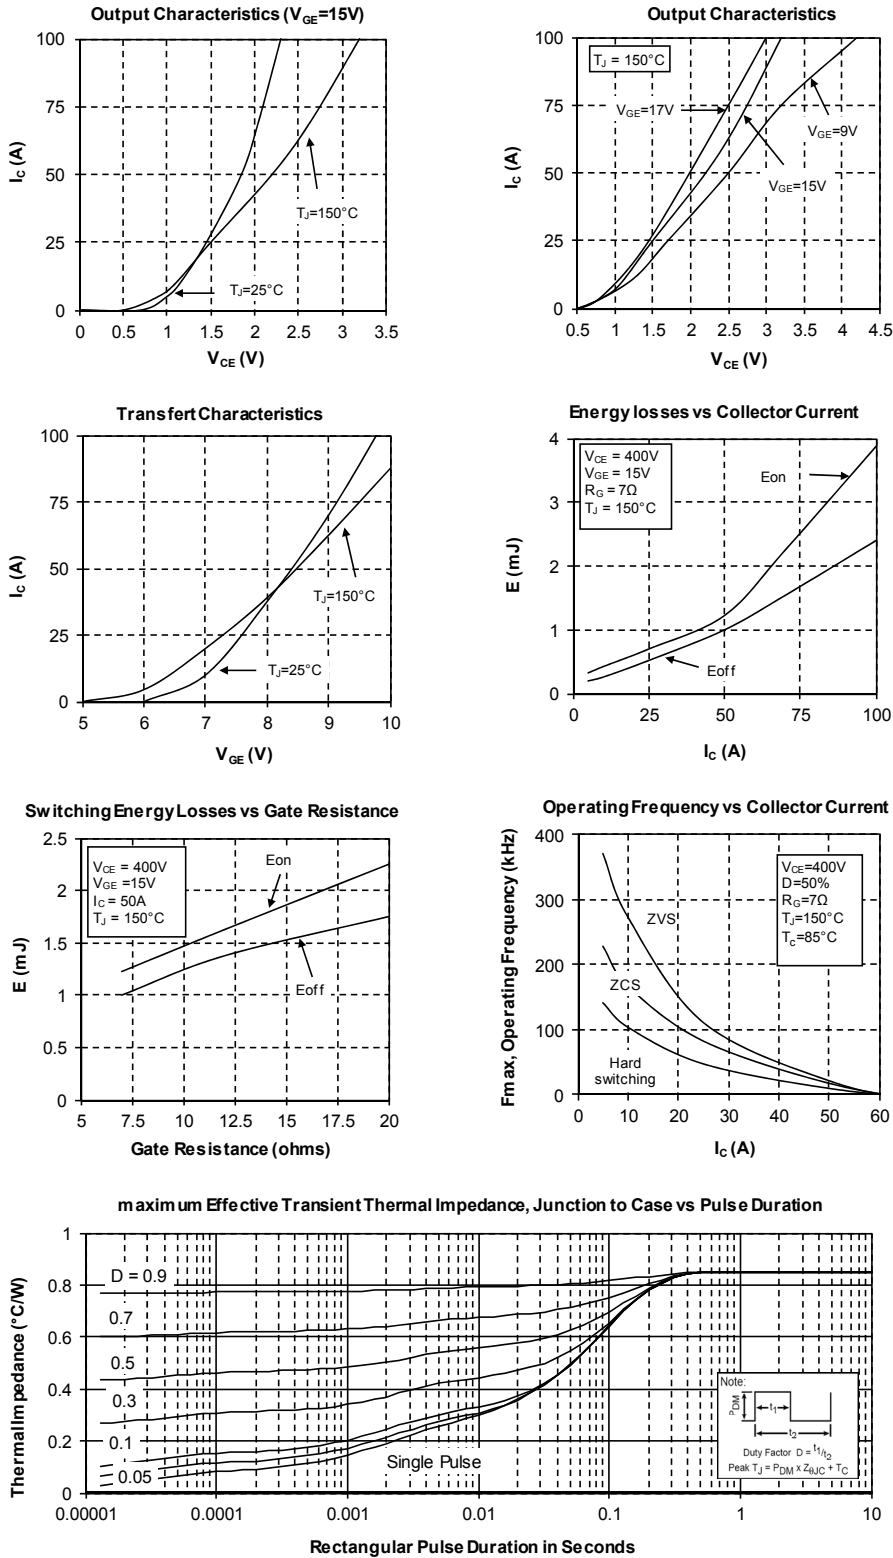 Output Characteristics (VGE=15V)
100
75
50
25
0
IC (A)
TJ=150°C
TJ=25°C
0 0.5 1 1.5 2 2.5 3 3.5
VCE (V)
Output Characteristics
100
75
50
25
0
IC (A)
TJ = 150°C
VGE=17V
VGE=9V
VGE=15V
0.5 1 1.5 2 2.5 3 3.5 4 4.5
VCE (V)
Transfert Characteristics
100
75
50
25
0
IC (A)
TJ=150°C
TJ=25°C
5 6 7 8 9 10
VGE (V)
Energy losses vs Collector Current
4
3
2
1
0
E (mJ)
VCE = 400V
VGE = 15V
RG = 7Ω
TJ = 150°C
Eon
Eoff
0 25 50 75 100
IC (A)
Switching Energy Losses vs Gate Resistance
2.5
2
1.5
1
0.5
0
E (mJ)
VCE = 400V
VGE =15V
IC = 50A
TJ = 150°C
Eon
Eoff
5 7.5 10 12.5 15 17.5 20
Gate Resistance (ohms)
Operating Frequency vs Collector Current
400
300
200
100
0
Fmax, Operating Frequency (kHz)
VCE=400V
D=50%
RG=7Ω
TJ=150°C
Tc=85°C
ZVS
ZCS
Hard
switching
0 10 20 30 40 50 60
IC (A)
maximum Effective Transient Thermal Impedance, Junction to Case vs Pulse Duration
1
0.8
0.6
0.4
0.2
0
Thermal Impedance (°C/W)
D = 0.9
0.7
0.5
0.3
0.1
0.05
Single Pulse
Note:
PDM
t1
t2
Duty Factor D = t1/t2
Peak TJ = PDM x ZθJC + TC
0.00001 0.0001 0.001 0.01 0.1 1 10
Rectangular Pulse Duration in Seconds